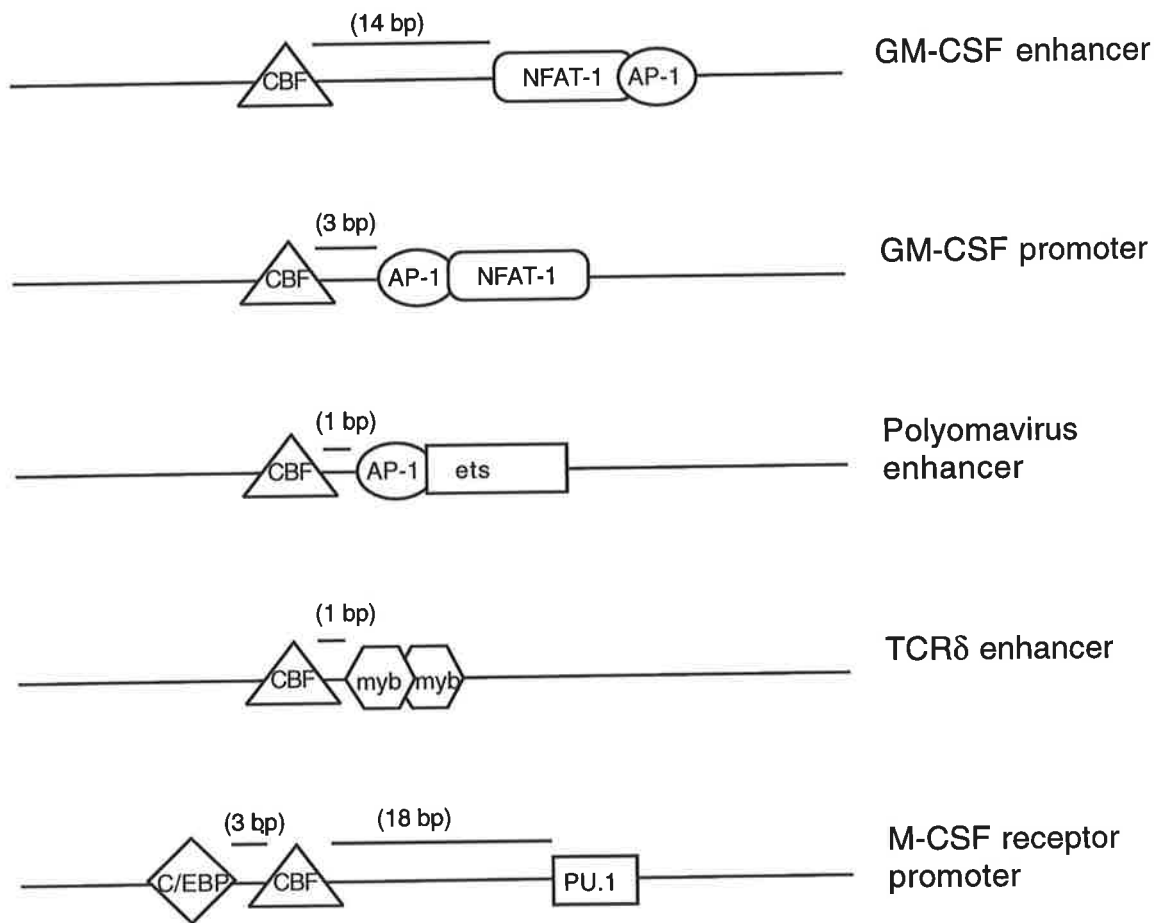 (14 bp)
CBF NFAT-1 AP-1
GM-CSF enhancer
(3 bp)
CBF AP-1 NFAT-1
GM-CSF promoter
(1 bp)
CBF AP-1 ets
Polyomavirus
enhancer
(1 bp)
CBF myb myb
TCRδ enhancer
(3 bp) (18 bp)
C/EBP CBF PU.1
M-CSF receptor
promoter